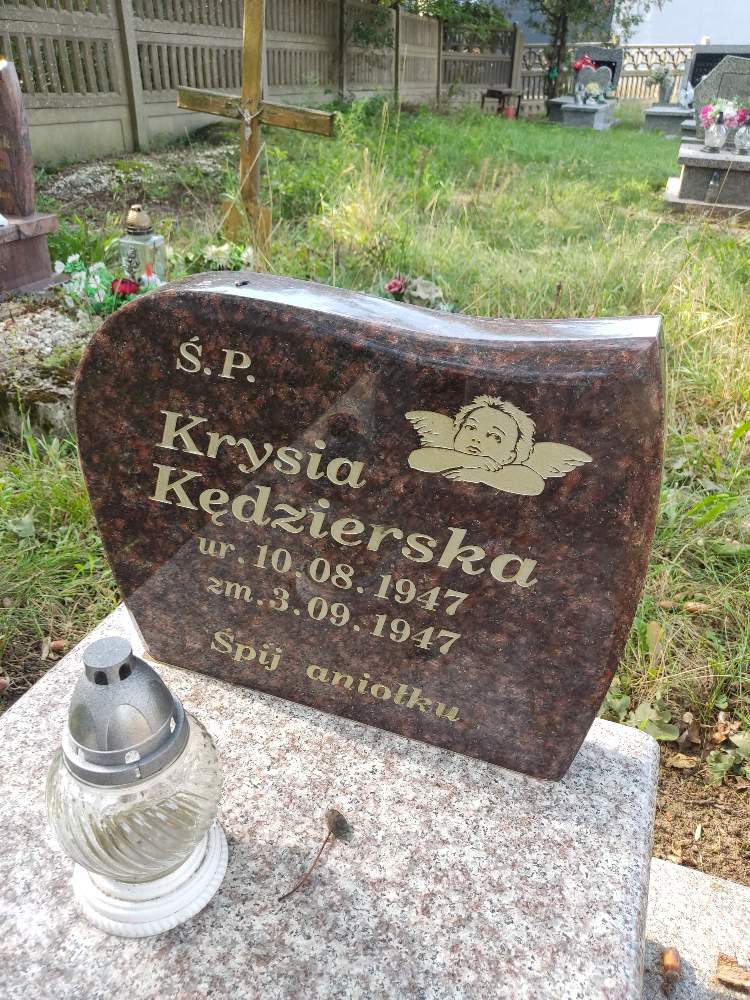 Ś.P.
Krysia
Kędzierska
ur. 10.08.1947
zm. 3.09.1947
Śpij aniołku